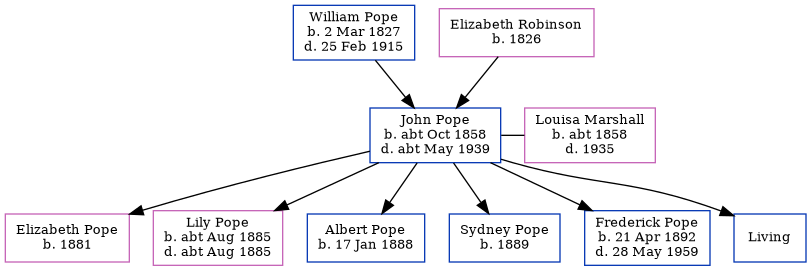 William Pope
b. 2 Mar 1827
d. 25 Feb 1915
Elizabeth Robinson
b. 1826
John Pope
b. abt Oct 1858
d. abt May 1939
Louisa Marshall
b. abt 1858
d. 1935
Elizabeth Pope
b. 1881
Lily Pope
b. abt Aug 1885
d. abt Aug 1885
Albert Pope
b. 17 Jan 1888
Sydney Pope
b. 1889
Frederick Pope
b. 21 Apr 1892
d. 28 May 1959
Living